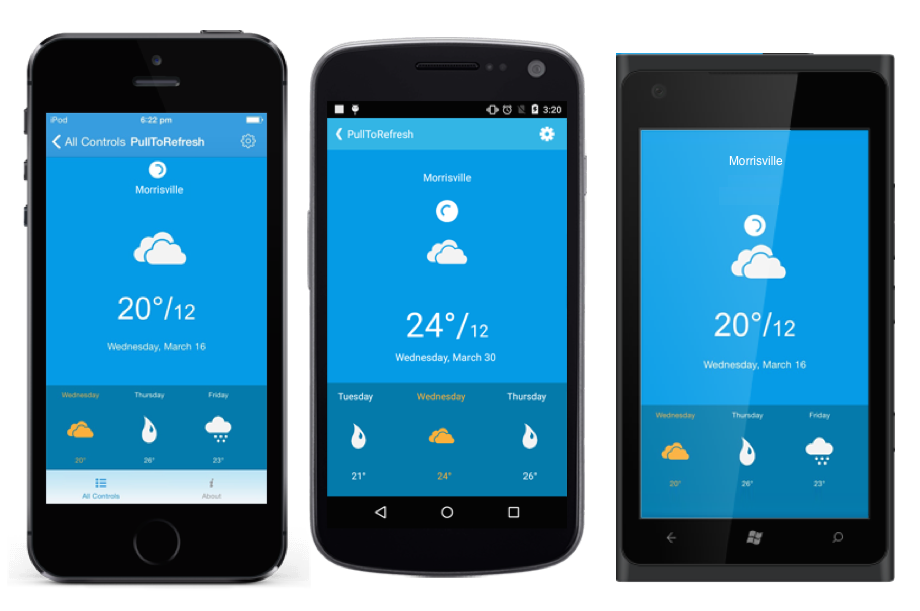 iPod 6:22 pm
All Controls PullToRefresh
Morrisville
20°/12
Wednesday, March 16
Wednesday Thursday Friday
20° 26° 23°
All Controls About
3:20
PullToRefresh
Morrisville
24°/12
Wednesday, March 30
Tuesday Wednesday Thursday
21° 24° 26°
Morrisville
20°/12
Wednesday, March 16
Wednesday Thursday Friday
20° 26° 23°